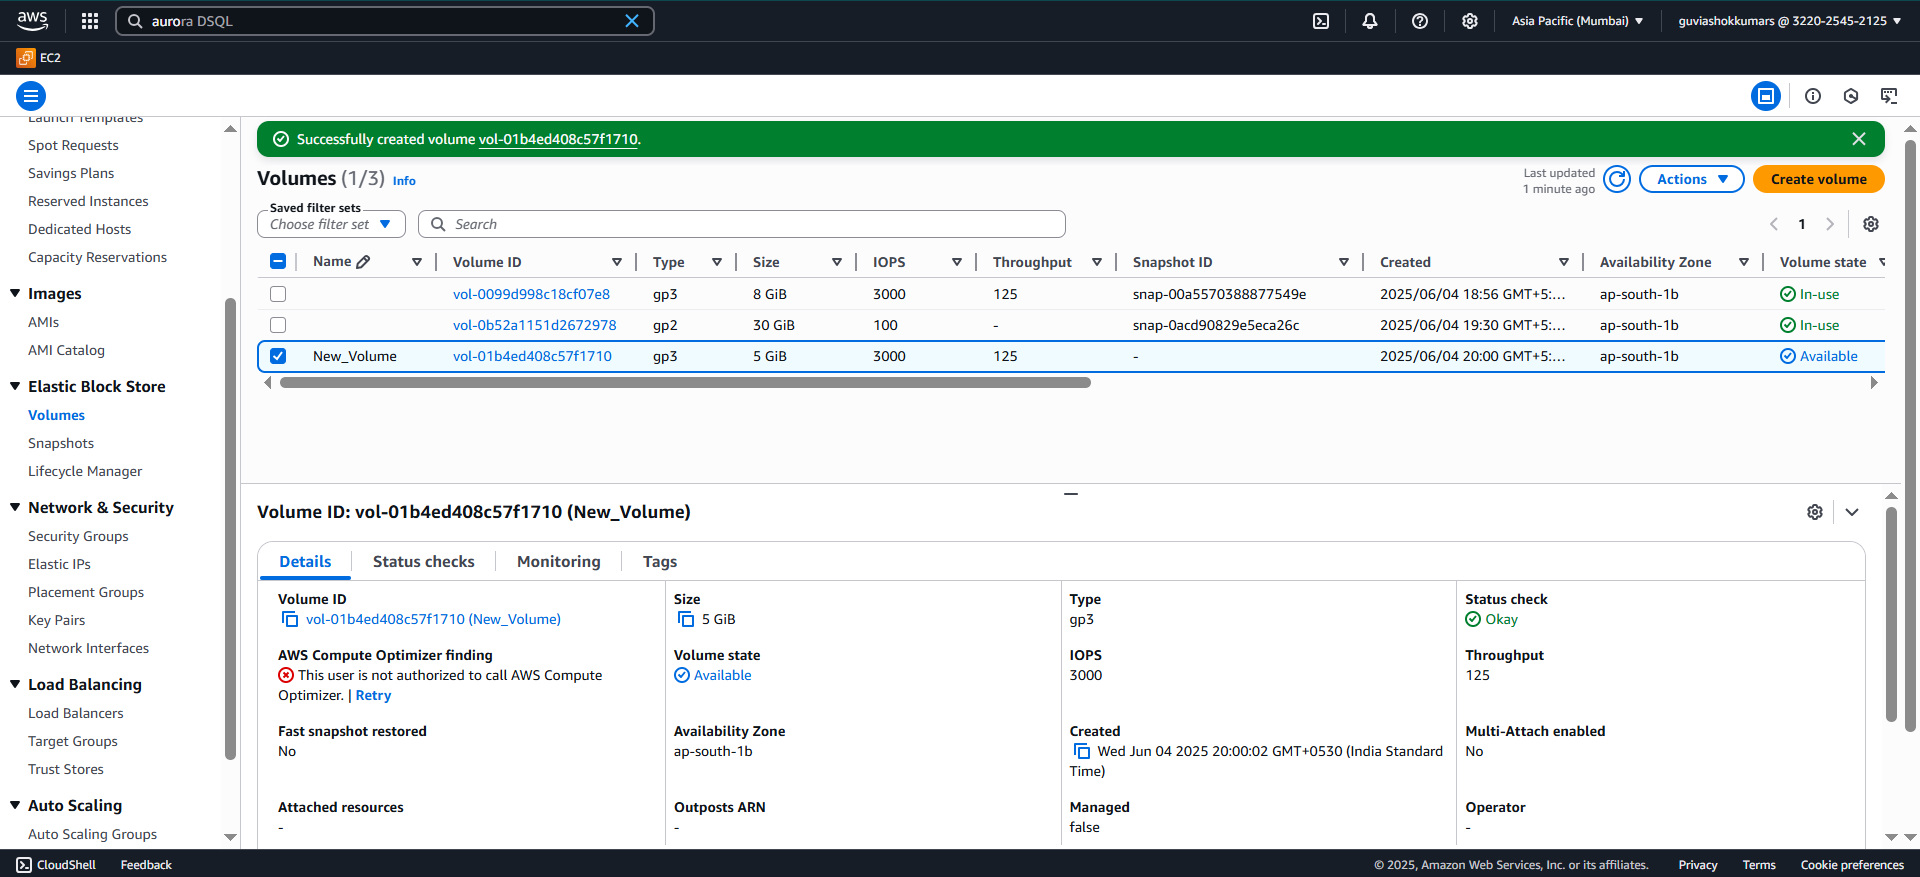 aws
aurora DSQL
Asia Pacific (Mumbai)
guviashokkumars @ 3220-2545-2125
EC2
Launch Templates
Spot Requests
Savings Plans
Reserved Instances
Dedicated Hosts
Capacity Reservations
Images
AMIs
AMI Catalog
Elastic Block Store
Volumes
Snapshots
Lifecycle Manager
Network & Security
Security Groups
Elastic IPs
Placement Groups
Key Pairs
Network Interfaces
Load Balancing
Load Balancers
Target Groups
Trust Stores
Auto Scaling
Auto Scaling Groups
Successfully created volume vol-01b4ed408c57f1710.
Volumes (1/3) Info
Last updated
1 minute ago
Actions
Create volume
Saved filter sets
Choose filter set
Search
1
Name Volume ID Type Size IOPS Throughput Snapshot ID Created Availability Zone Volume state
vol-0099d998c18cf07e8 gp3 8 GiB 3000 125 snap-00a5570388877549e 2025/06/04 18:56 GMT+5:... ap-south-1b In-use
vol-0b52a1151d2672978 gp2 30 GiB 100 - snap-0acd90829e5eca26c 2025/06/04 19:30 GMT+5:... ap-south-1b In-use
New_Volume vol-01b4ed408c57f1710 gp3 5 GiB 3000 125 - 2025/06/04 20:00 GMT+5:... ap-south-1b Available
Volume ID: vol-01b4ed408c57f1710 (New_Volume)
Details Status checks Monitoring Tags
Volume ID
vol-01b4ed408c57f1710 (New_Volume)
Size
5 GiB
Type
gp3
Status check
Okay
AWS Compute Optimizer finding
This user is not authorized to call AWS Compute
Optimizer. | Retry
Volume state
Available
IOPS
3000
Throughput
125
Fast snapshot restored
No
Availability Zone
ap-south-1b
Created
Wed Jun 04 2025 20:00:02 GMT+0530 (India Standard
Time)
Multi-Attach enabled
No
Attached resources
-
Outposts ARN
-
Managed
false
Operator
-
CloudShell
Feedback
© 2025, Amazon Web Services, Inc. or its affiliates.
Privacy
Terms
Cookie preferences